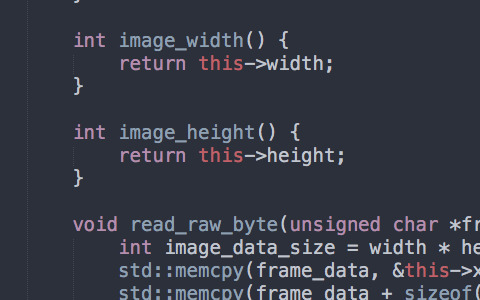 }
int image_width() {
return this->width;
}
int image_height() {
return this->height;
}
void read_raw_byte(unsigned char *fr
int image_data_size = width * he
std::memcpy(frame_data, &this->x
std::memcpy(frame_data + sizeof(